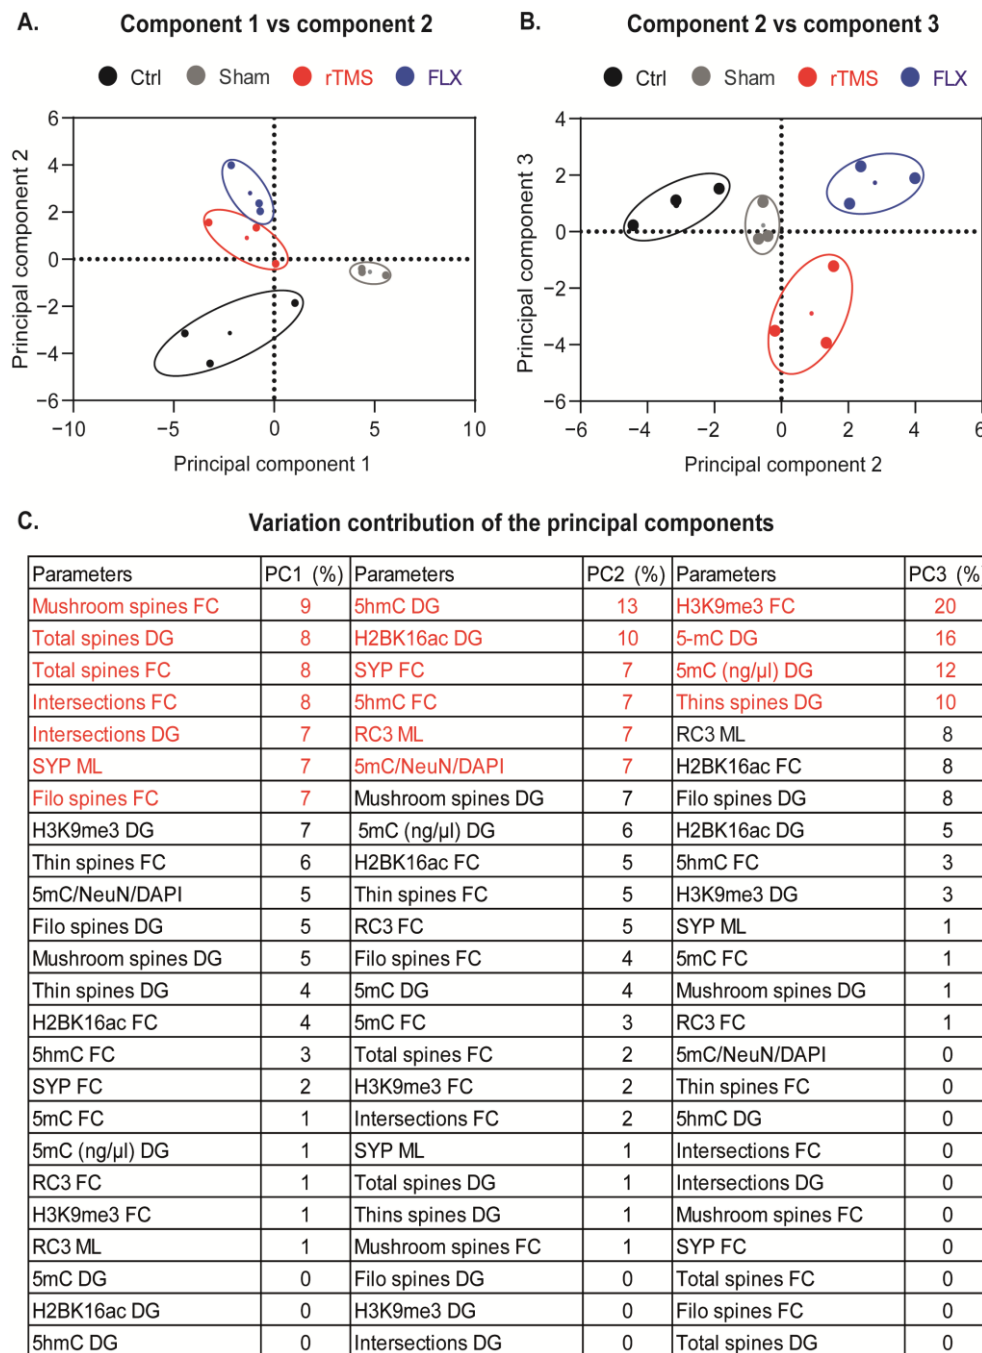 A. Component 1 vs component 2
Ctrl Sham rTMS FLX
Principal component 2
6
4
2
0
−2
−4
−6
−10 −5 0 5 10
Principal component 1
B. Component 2 vs component 3
Ctrl Sham rTMS FLX
Principal component 3
4
2
0
−2
−4
−6
−6 −4 −2 0 2 4 6
Principal component 2
C. Variation contribution of the principal components
Parameters PC1 (%) Parameters PC2 (%) Parameters PC3 (%
Mushroom spines FC 9 5hmC DG 13 H3K9me3 FC 20
Total spines DG 8 H2BK16ac DG 10 5-mC DG 16
Total spines FC 8 SYP FC 7 5mC (ng/µl) DG 12
Intersections FC 8 5hmC FC 7 Thins spines DG 10
Intersections DG 7 RC3 ML 7 RC3 ML 8
SYP ML 7 5mC/NeuN/DAPI 7 H2BK16ac FC 8
Filo spines FC 7 Mushroom spines DG 7 Filo spines DG 8
H3K9me3 DG 7 5mC (ng/µl) DG 6 H2BK16ac DG 5
Thin spines FC 6 H2BK16ac FC 5 5hmC FC 3
5mC/NeuN/DAPI 5 Thin spines FC 5 H3K9me3 DG 3
Filo spines DG 5 RC3 FC 5 SYP ML 1
Mushroom spines DG 5 Filo spines FC 4 5mC FC 1
Thin spines DG 4 5mC DG 4 Mushroom spines DG 1
H2BK16ac FC 4 5mC FC 3 RC3 FC 1
5hmC FC 3 Total spines FC 2 5mC/NeuN/DAPI 0
SYP FC 2 H3K9me3 FC 2 Thin spines FC 0
5mC FC 1 Intersections FC 2 5hmC DG 0
5mC (ng/µl) DG 1 SYP ML 1 Intersections FC 0
RC3 FC 1 Total spines DG 1 Intersections DG 0
H3K9me3 FC 1 Thins spines DG 1 Mushroom spines FC 0
RC3 ML 1 Mushroom spines FC 1 SYP FC 0
5mC DG 0 Filo spines DG 0 Total spines FC 0
H2BK16ac DG 0 H3K9me3 DG 0 Filo spines FC 0
5hmC DG 0 Intersections DG 0 Total spines DG 0